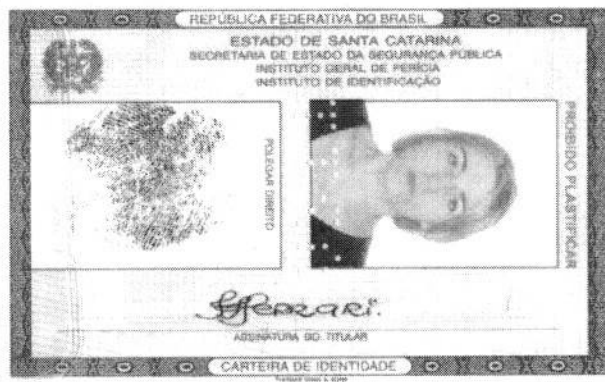 REPÚBLICA FEDERATIVA DO BRASIL
ESTADO DE SANTA CATARINA
SECRETARIA DE ESTADO DA SEGURANÇA PÚBLICA
INSTITUTO GERAL DE PERÍCIA
INSTITUTO DE IDENTIFICAÇÃO
POLEGAR DIREITO
PROIBIDO PLASTIFICAR
Ferrari.
ASSINATURA DO TITULAR
CARTEIRA DE IDENTIDADE